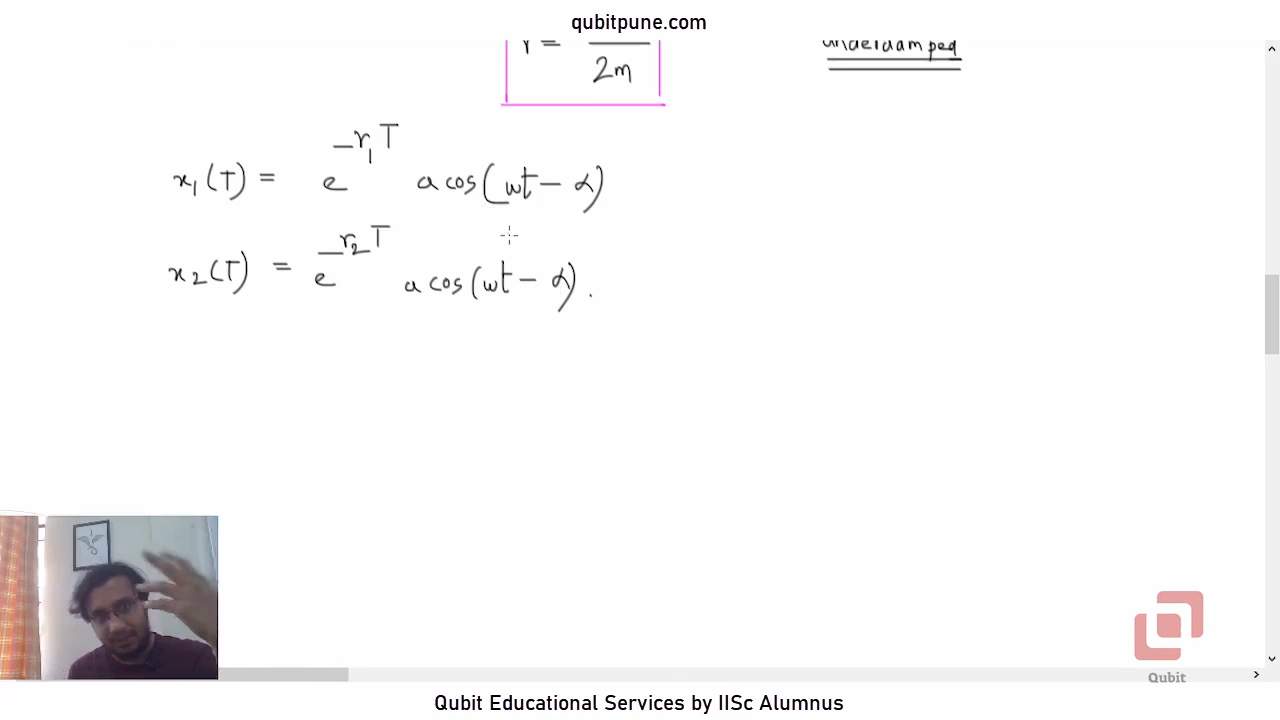 qubitpune.com
underdamped
r = 2m
x₁(T) = e^{-r₁T} a cos(ωt - α)
x₂(T) = e^{-r₂T} a cos(ωt - α).
Qubit
Qubit Educational Services by IISc Alumnus